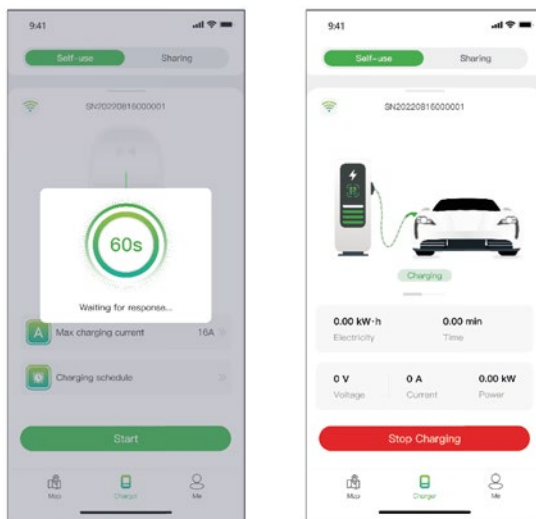 9:41
Self-use Sharing
SN20220816000001
60s
Waiting for response...
A Max charging current 16A
Charging schedule
Start
Map Charger Me
9:41
Self-use Sharing
SN20220816000001
Charging
0.00 kW·h 0.00 min
Electricity Time
0 V 0 A 0.00 kW
Voltage Current Power
Stop Charging
Map Charger Me